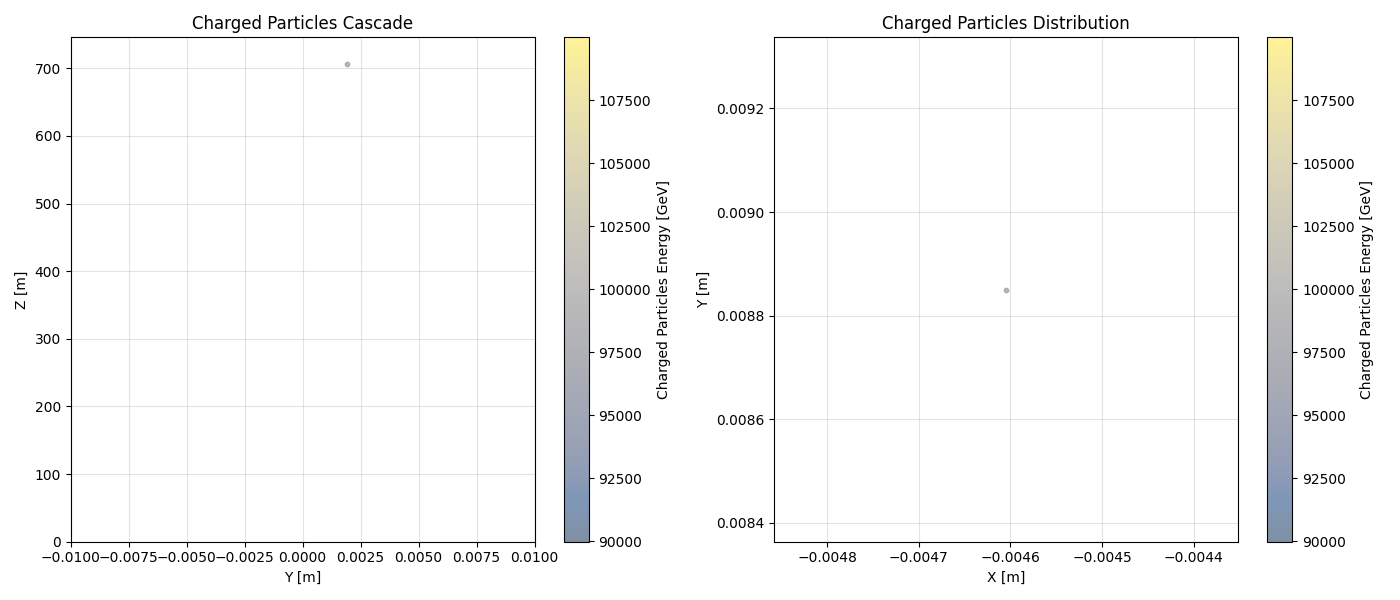 Charged Particles Cascade
700
600
500
400
300
200
100
0
Z [m]
−0.0100 −0.0075 −0.0050 −0.0025 0.0000 0.0025 0.0050 0.0075 0.0100
Y [m]
107500
105000
102500
100000
97500
95000
92500
90000
Charged Particles Energy [GeV]
Charged Particles Distribution
0.0092
0.0090
0.0088
0.0086
0.0084
Y [m]
−0.0048 −0.0047 −0.0046 −0.0045 −0.0044
X [m]
107500
105000
102500
100000
97500
95000
92500
90000
Charged Particles Energy [GeV]